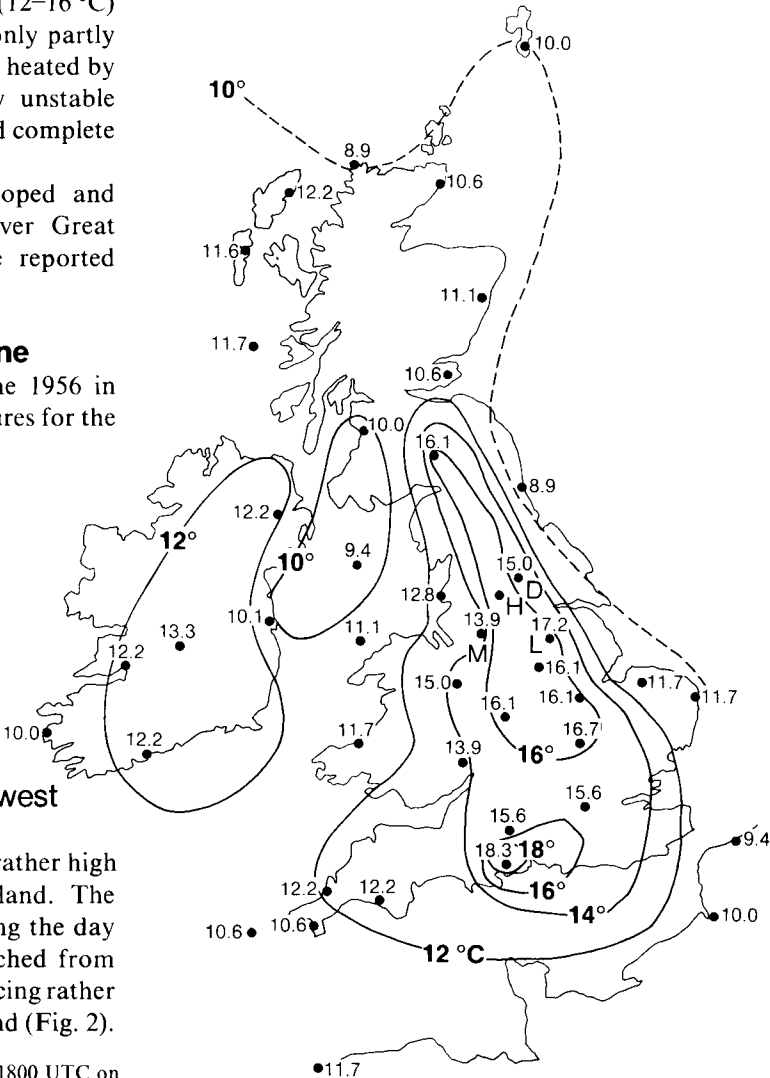 (12–16 °C)
only partly
heated by
unstable
d complete
oped and
ver Great
reported
ne
ne 1956 in
ures for the
west
rather high
land. The
ng the day
ched from
cing rather
nd (Fig. 2).
1800 UTC on
10.0
10°
8.9
12.2
10.6
11.6
11.1
11.7
10.6
10.0
16.1
8.9
12.2
12°
10°
9.4
15.0
D
12.8
H
10.1
13.9
17.2
11.1
M
L
13.3
12.2
16.1
15.0
16.1
11.7
11.7
16.1
10.0
12.2
11.7
16.7
16°
13.9
15.6
15.6
18.3
18°
9.4
12.2
12.2
16°
10.6
10.6
14°
10.0
12 °C
11.7